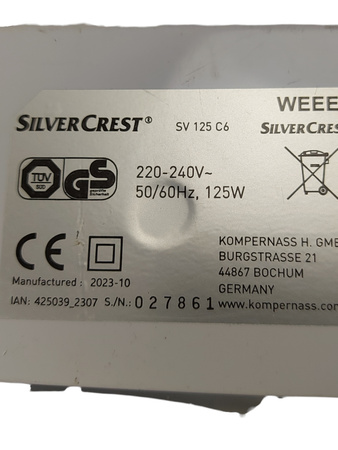 WEEE
SILVERCREST® SV 125 C6 SILVERCREST
TÜV SÜD GS 220-240V~
50/60Hz, 125W
CE KOMPERNASS H. GMB
BURGSTRASSE 21
Manufactured : 2023-10 44867 BOCHUM
GERMANY
IAN: 425039_2307 S./N.: 027861 www.kompernass.com